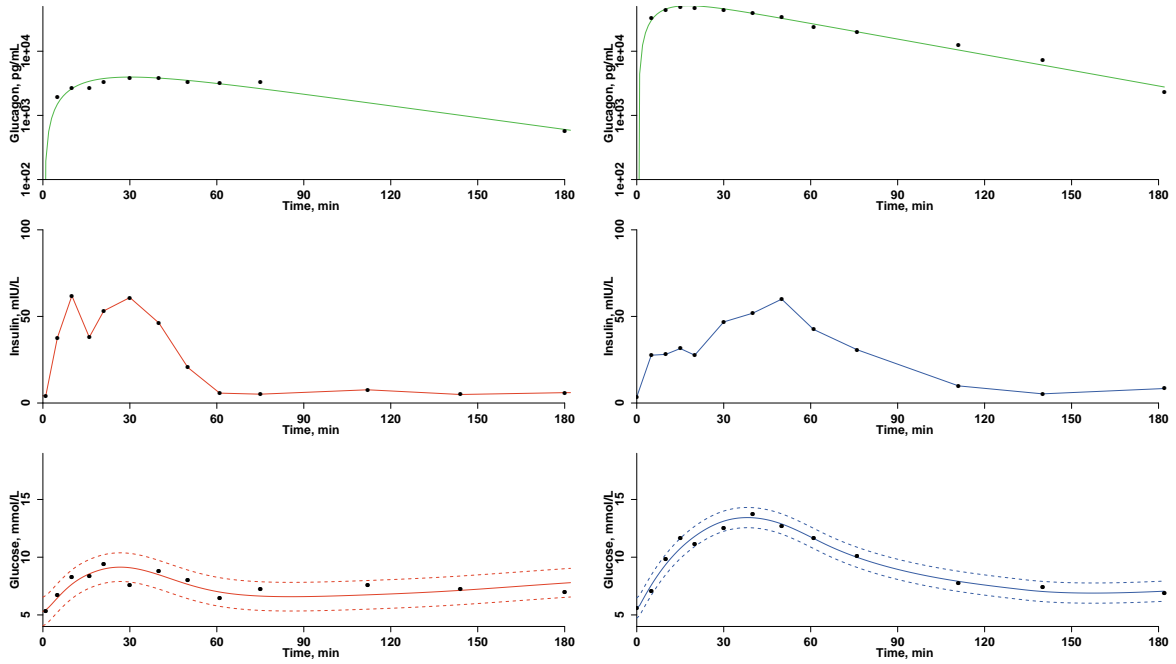 Glucagon, pg/mL
1e+04
1e+03
1e+02
0 30 60 90 120 150 180
Time, min
Glucagon, pg/mL
1e+04
1e+03
1e+02
0 30 60 90 120 150 180
Time, min
Insulin, mIU/L
100
50
0
0 30 60 90 120 150 180
Time, min
Insulin, mIU/L
100
50
0
0 30 60 90 120 150 180
Time, min
Glucose, mmol/L
15
10
5
0 30 60 90 120 150 180
Time, min
Glucose, mmol/L
15
10
5
0 30 60 90 120 150 180
Time, min